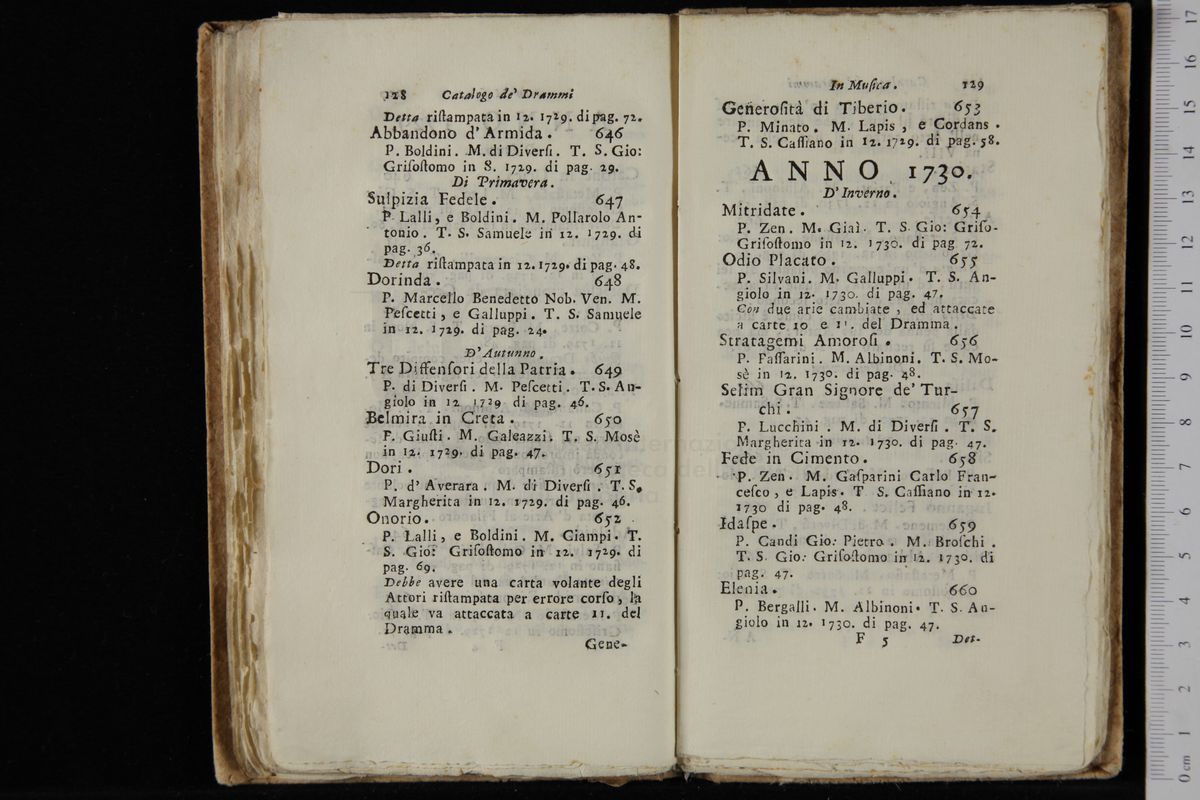 128 Catalogo de' Drammi
Detta riſtampata in 12. 1729. di pag. 72.
Abbandono d' Armida. 646
P. Boldini. M. di Diverſi. T. S. Gio:
Griſoſtomo in 8. 1729. di pag. 29.
Di Primavera.
Sulpizia Fedele. 647
P. Lalli, e Boldini. M. Pollarolo An-
tonio. T. S. Samuele in 12. 1729. di
pag. 36.
Detta riſtampata in 12. 1729. di pag. 48.
Dorinda. 648
P. Marcello Benedetto Nob. Ven. M.
Peſcetti, e Galluppi. T. S. Samuele
in 12. 1729. di pag. 24.
D' Autunno.
Tre Diffenſori della Patria. 649
P. di Diverſi. M. Peſcetti. T. S. An-
giolo in 12 1729 di pag. 46.
Belmira in Creta. 650
F. Giuſti. M. Galeazzi. T. S. Mosè
in 12. 1729. di pag. 47.
Dori. 651
P. d' Averara. M. di Diverſi. T. S.
Margherita in 12. 1729. di pag. 46.
Onorio. 652
P. Lalli, e Boldini. M. Ciampi. T.
S. Gio: Griſoſtomo in 12. 1729. di
pag. 69.
Debbe avere una carta volante degli
Attori riſtampata per errore corſo, la
quale va attaccata a carte 11. del
Dramma.
Gene-
In Muſica. 129
Generoſità di Tiberio. 653
P. Minato. M. Lapis, e Cordans.
T. S. Caſſiano in 12. 1729. di pag. 58.
ANNO 1730.
D' Inverno.
Mitridate. 654
P. Zen. M. Giai. T. S. Gio: Griſo-
Griſoſtomo in 12. 1730. di pag 72.
Odio Placato. 655
P. Silvani. M. Galluppi. T. S. An-
giolo in 12. 1730. di pag. 47.
Con due arie cambiate, ed attaccate
a carte 10 e del Dramma.
Stratagemi Amoroſi. 656
P. Paſſarini. M. Albinoni. T. S. Mo-
sè in 12. 1730. di pag. 48.
Selim Gran Signore de' Tur-
chi. 657
P. Lucchini. M. di Diverſi. T. S.
Margherita in 12. 1730. di pag. 47.
Fede in Cimento. 658
P. Zen. M. Gaſparini Carlo Fran-
ceſco, e Lapis. T S. Caſſiano in 12.
1730 di pag. 48.
Idaſpe. 659
P. Candi Gio: Pietro. M. Broſchi.
T. S. Gio: Griſoſtomo in 12. 1730. di
pag. 47.
Elenia. 660
P. Bergalli. M. Albinoni. T. S. An-
giolo in 12. 1730. di pag. 47.
F 5 Det-